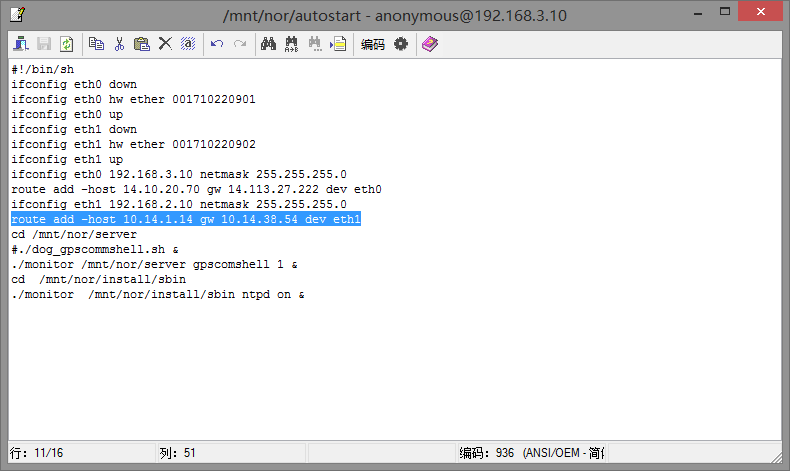 /mnt/nor/autostart - anonymous@192.168.3.10
编码
#!/bin/sh
ifconfig eth0 down
ifconfig eth0 hw ether 001710220901
ifconfig eth0 up
ifconfig eth1 down
ifconfig eth1 hw ether 001710220902
ifconfig eth1 up
ifconfig eth0 192.168.3.10 netmask 255.255.255.0
route add -host 14.10.20.70 gw 14.113.27.222 dev eth0
ifconfig eth1 192.168.2.10 netmask 255.255.255.0
route add -host 10.14.1.14 gw 10.14.38.54 dev eth1
cd /mnt/nor/server
#./dog_gpscommshell.sh &
./monitor /mnt/nor/server gpscomshell 1 &
cd  /mnt/nor/install/sbin
./monitor  /mnt/nor/install/sbin ntpd on &
行：11/16 列：51 编码：936 (ANSI/OEM - 简